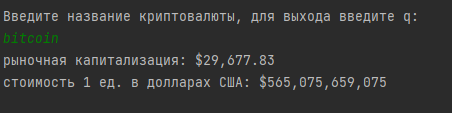 Введите название криптовалюты, для выхода введите q:
bitcoin
рыночная капитализация: $29,677.83
стоимость 1 ед. в долларах США: $565,075,659,075